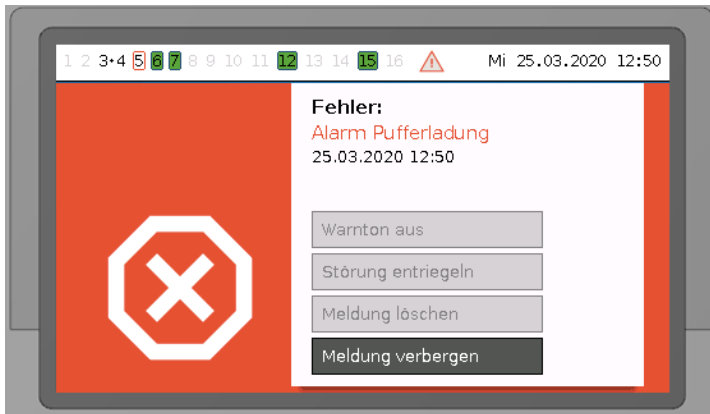 1 2 3+4 5 6 7 8 9 10 11 12 13 14 15 16 Mi 25.03.2020 12:50
Fehler:
Alarm Pufferladung
25.03.2020 12:50
Warnton aus
Störung entriegeln
Meldung löschen
Meldung verbergen